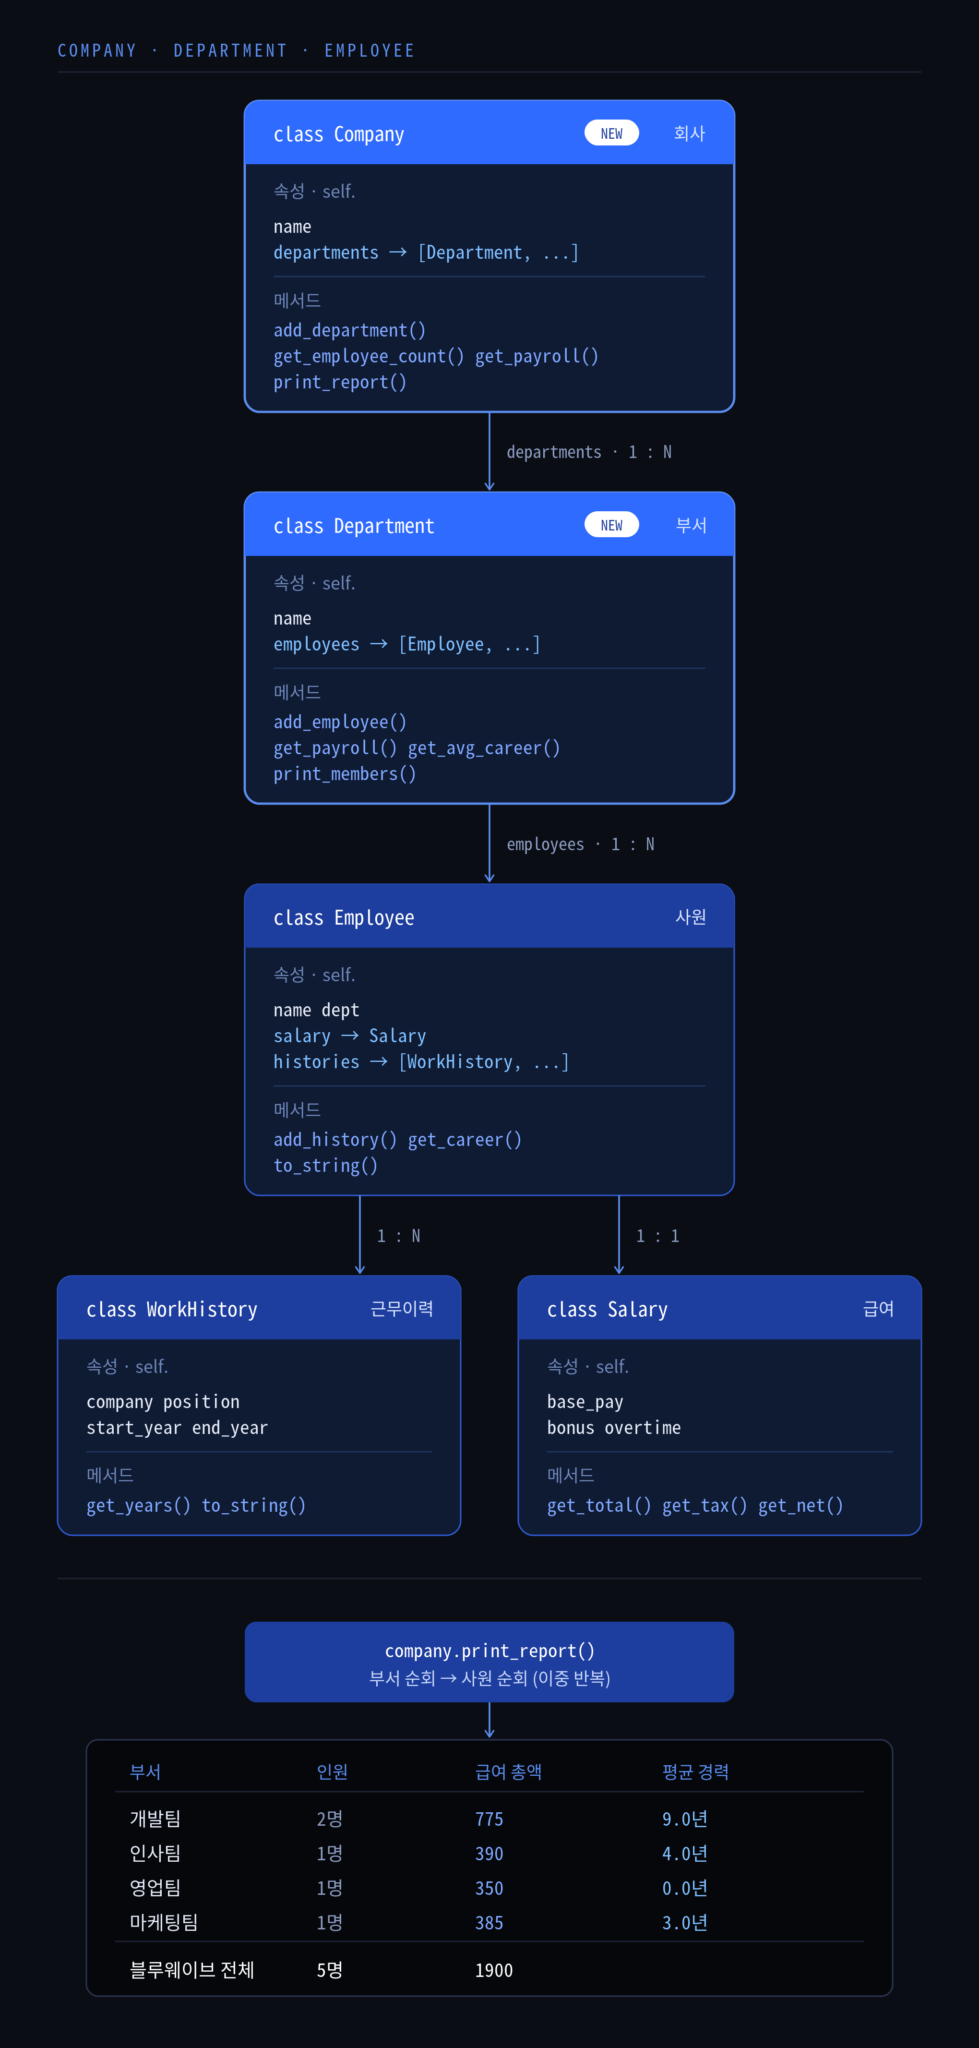 COMPANY · DEPARTMENT · EMPLOYEE
class Company NEW 회사
속성 · self.
name
departments → [Department, ...]
메서드
add_department()
get_employee_count() get_payroll()
print_report()
departments · 1 : N
class Department NEW 부서
속성 · self.
name
employees → [Employee, ...]
메서드
add_employee()
get_payroll() get_avg_career()
print_members()
employees · 1 : N
class Employee 사원
속성 · self.
name dept
salary → Salary
histories → [WorkHistory, ...]
메서드
add_history() get_career()
to_string()
1 : N
1 : 1
class WorkHistory 근무이력
속성 · self.
company position
start_year end_year
메서드
get_years() to_string()
class Salary 급여
속성 · self.
base_pay
bonus overtime
메서드
get_total() get_tax() get_net()
company.print_report()
부서 순회 → 사원 순회 (이중 반복)
부서 인원 급여 총액 평균 경력
개발팀 2명 775 9.0년
인사팀 1명 390 4.0년
영업팀 1명 350 0.0년
마케팅팀 1명 385 3.0년
블루웨이브 전체 5명 1900